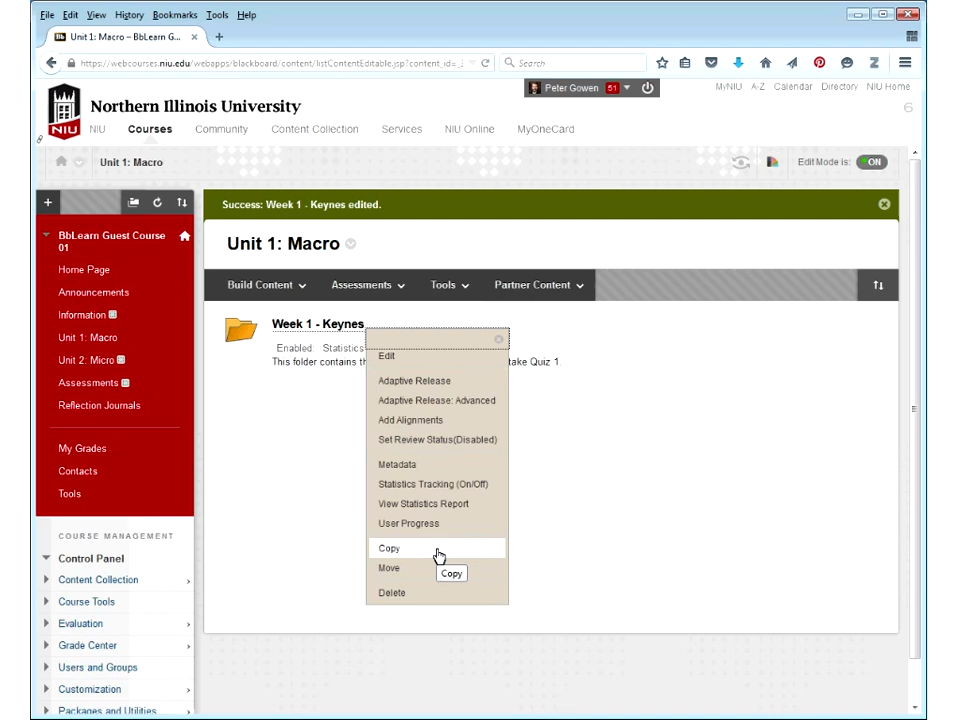 File Edit View History Bookmarks Tools Help
Unit 1: Macro – BbLearn G...
https://webcourses.niu.edu/webapps/blackboard/content/listContentEditable.jsp?content_id=_
Search
Peter Gowen 51
MyNIU A-Z Calendar Directory NIU Home
Northern Illinois University
NIU
6
NIU Courses Community Content Collection Services NIU Online MyOneCard
Unit 1: Macro
Edit Mode is: ON
Success: Week 1 - Keynes edited.
BbLearn Guest Course
01
Home Page
Announcements
Information
Unit 1: Macro
Unit 2: Micro
Assessments
Reflection Journals
My Grades
Contacts
Tools
COURSE MANAGEMENT
Control Panel
Content Collection
Course Tools
Evaluation
Grade Center
Users and Groups
Customization
Packages and Utilities
Unit 1: Macro
Build Content Assessments Tools Partner Content
Week 1 - Keynes
Enabled: Statistics
This folder contains th take Quiz 1.
Edit
Adaptive Release
Adaptive Release: Advanced
Add Alignments
Set Review Status(Disabled)
Metadata
Statistics Tracking (On/Off)
View Statistics Report
User Progress
Copy
Copy
Move
Delete